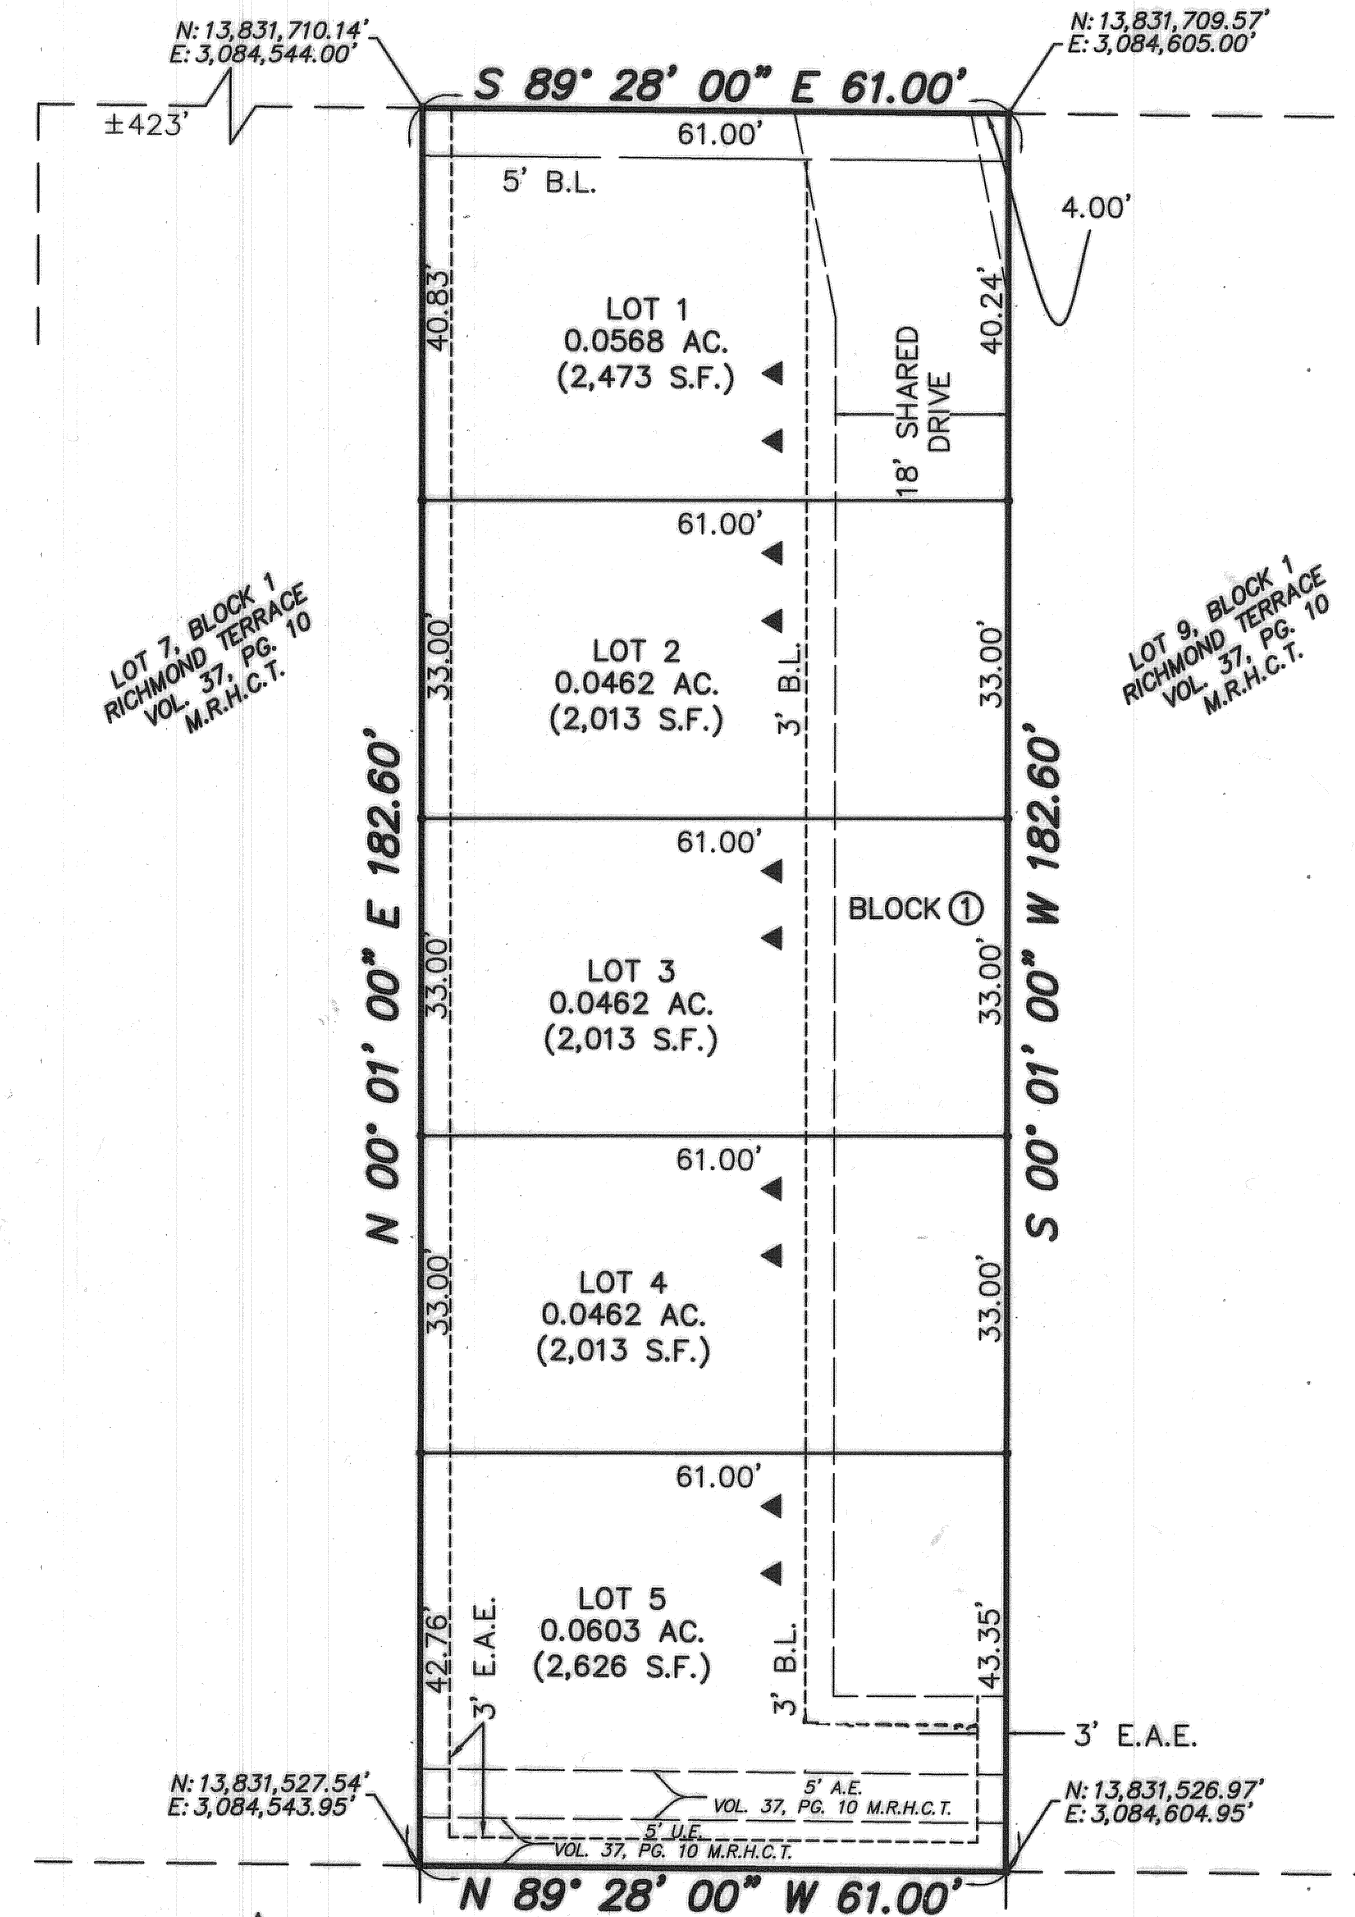 N: 13,831,710.14'
E: 3,084,544.00'
N: 13,831,709.57'
E: 3,084,605.00'
S 89° 28' 00" E 61.00'
±423'
61.00'
5' B.L.
4.00'
40.83'
40.24'
LOT 1
0.0568 AC.
(2,473 S.F.)
18' SHARED
DRIVE
61.00'
LOT 7, BLOCK 1
RICHMOND TERRACE
VOL. 37, PG. 10
M.R.H.C.T.
LOT 9, BLOCK 1
RICHMOND TERRACE
VOL. 37, PG. 10
M.R.H.C.T.
33.00'
LOT 2
0.0462 AC.
(2,013 S.F.)
3' B.L.
33.00'
N 00° 01' 00" E 182.60'
S 00° 01' 00" W 182.60'
61.00'
BLOCK 1
33.00'
LOT 3
0.0462 AC.
(2,013 S.F.)
33.00'
61.00'
33.00'
LOT 4
0.0462 AC.
(2,013 S.F.)
33.00'
61.00'
42.76'
3' E.A.E.
LOT 5
0.0603 AC.
(2,626 S.F.)
3' B.L.
43.35'
3' E.A.E.
N: 13,831,527.54'
E: 3,084,543.95'
5' A.E.
VOL. 37, PG. 10 M.R.H.C.T.
N: 13,831,526.97'
E: 3,084,604.95'
5' U.E.
VOL. 37, PG. 10 M.R.H.C.T.
N 89° 28' 00" W 61.00'